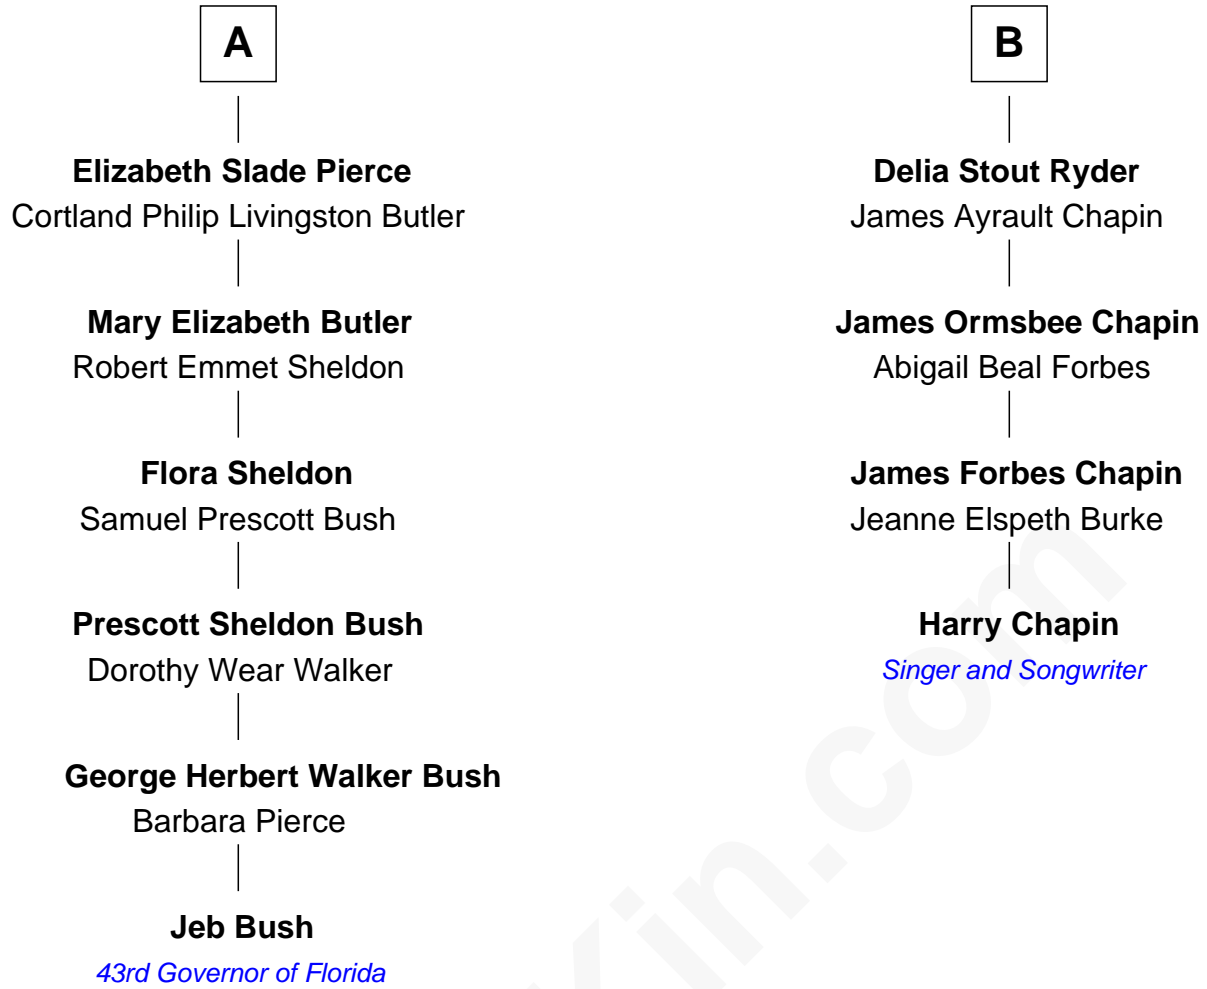 A
Elizabeth Slade Pierce
Cortland Philip Livingston Butler
Mary Elizabeth Butler
Robert Emmet Sheldon
Flora Sheldon
Samuel Prescott Bush
Prescott Sheldon Bush
Dorothy Wear Walker
George Herbert Walker Bush
Barbara Pierce
Jeb Bush
43rd Governor of Florida
B
Delia Stout Ryder
James Ayrault Chapin
James Ormsbee Chapin
Abigail Beal Forbes
James Forbes Chapin
Jeanne Elspeth Burke
Harry Chapin
Singer and Songwriter
Kin.com